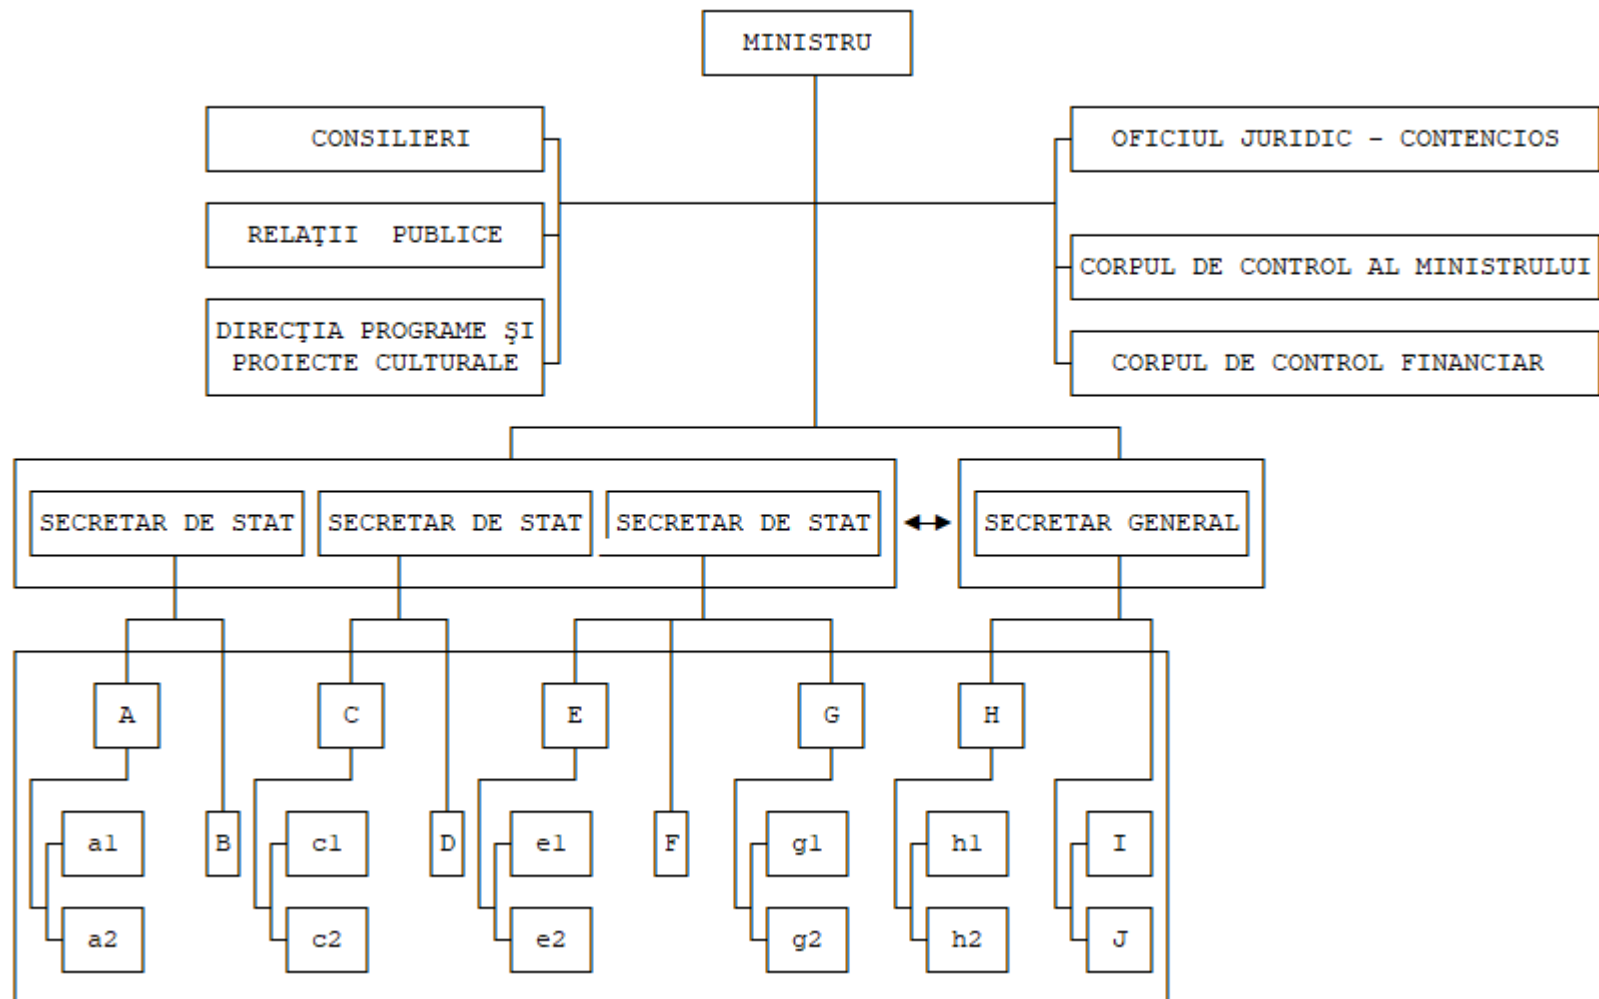 MINISTRU
CONSILIERI
OFICIUL JURIDIC – CONTENCIOS
RELAŢII PUBLICE
CORPUL DE CONTROL AL MINISTRULUI
DIRECŢIA PROGRAME ŞI
PROIECTE CULTURALE
CORPUL DE CONTROL FINANCIAR
SECRETAR DE STAT
SECRETAR DE STAT
SECRETAR DE STAT
SECRETAR GENERAL
A
C
E
G
H
a1
B
c1
D
e1
F
g1
h1
I
a2
c2
e2
g2
h2
J